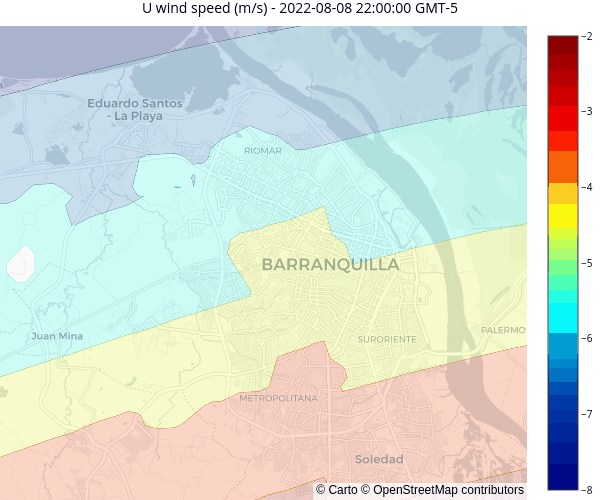 U wind speed (m/s) - 2022-08-08 22:00:00 GMT-5
Eduardo Santos
- La Playa
RIOMAR
BARRANQUILLA
Juan Mina
SURORIENTE
PALERMO
METROPOLITANA
Soledad
© Carto © OpenStreetMap contributors
−2
−3
−4
−5
−6
−7
−8